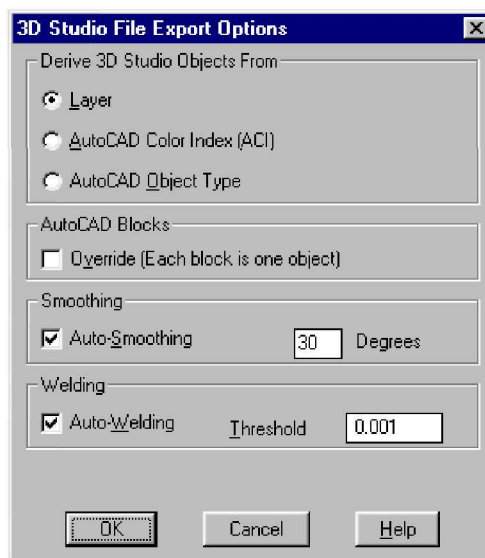 3D Studio File Export Options
Derive 3D Studio Objects From
Layer
AutoCAD Color Index (ACI)
AutoCAD Object Type
AutoCAD Blocks
Override (Each block is one object)
Smoothing
Auto-Smoothing 30 Degrees
Welding
Auto-Welding Threshold 0.001
OK Cancel Help